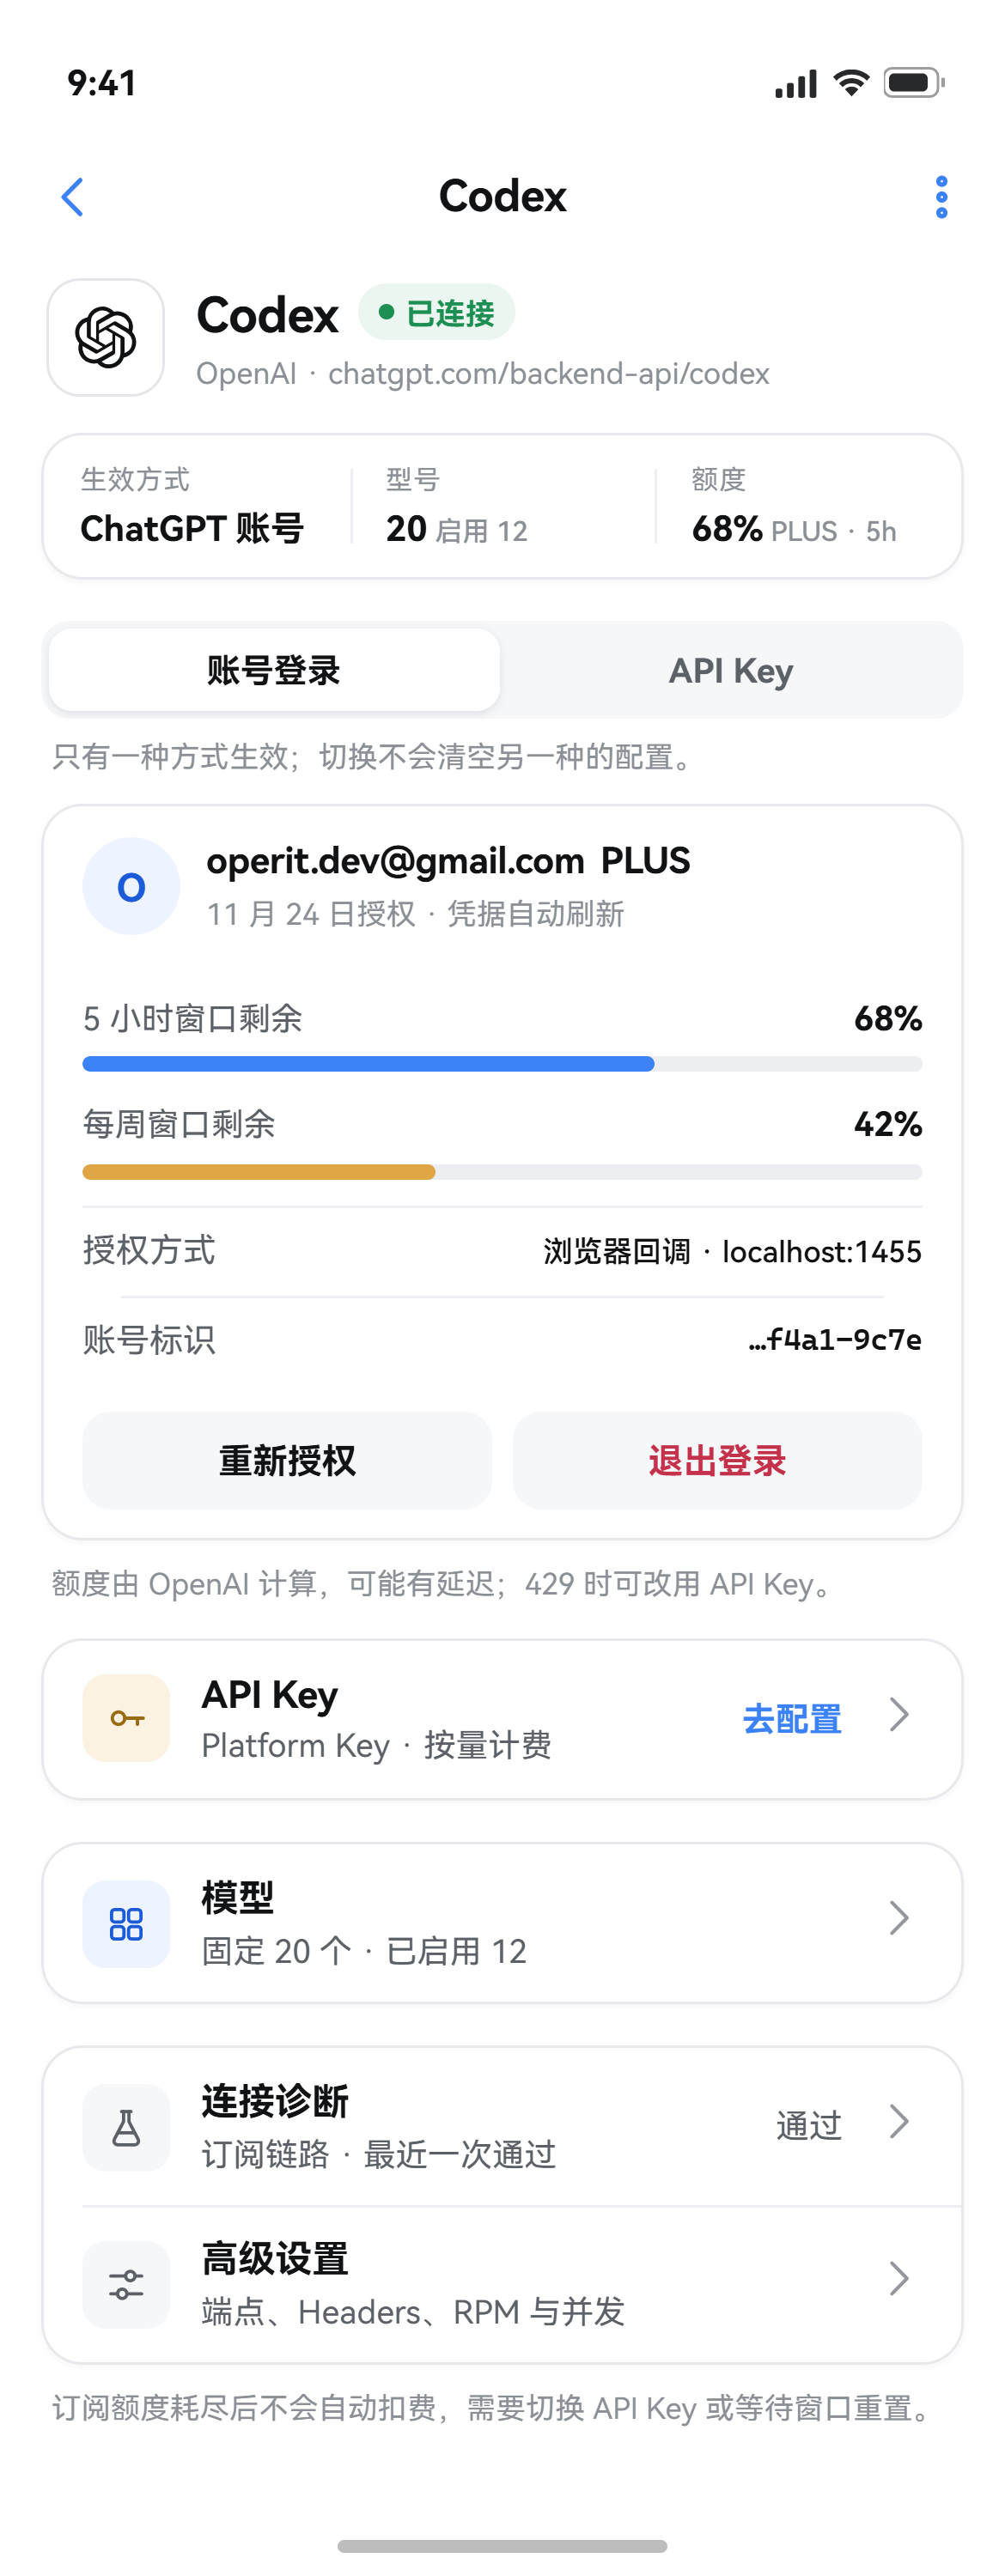 9:41
Codex
Codex 已连接
OpenAI · chatgpt.com/backend-api/codex
生效方式 型号 额度
ChatGPT 账号 20 启用 12 68% PLUS · 5h
账号登录 API Key
只有一种方式生效；切换不会清空另一种的配置。
O
operit.dev@gmail.com PLUS
11 月 24 日授权 · 凭据自动刷新
5 小时窗口剩余 68%
每周窗口剩余 42%
授权方式 浏览器回调 · localhost:1455
账号标识 …f4a1-9c7e
重新授权 退出登录
额度由 OpenAI 计算，可能有延迟；429 时可改用 API Key。
API Key
Platform Key · 按量计费
去配置
模型
固定 20 个 · 已启用 12
连接诊断
订阅链路 · 最近一次通过
通过
高级设置
端点、Headers、RPM 与并发
订阅额度耗尽后不会自动扣费，需要切换 API Key 或等待窗口重置。